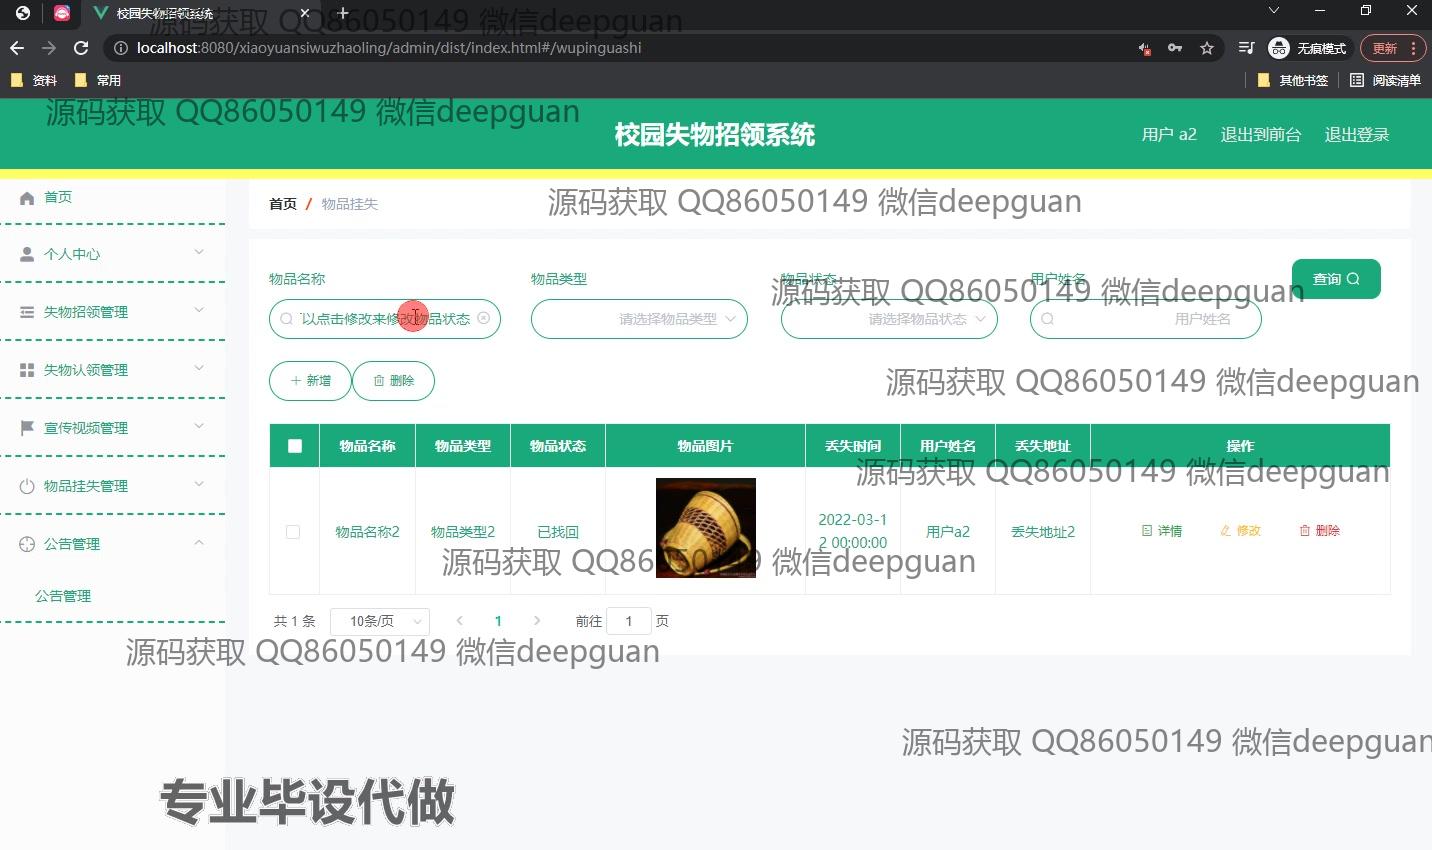 校园失物招领系统
localhost:8080/xiaoyuansiwuzhaoling/admin/dist/index.html#/wupinguashi
无痕模式
更新
资料
常用
其他书签
阅读清单
源码获取 QQ86050149 微信deepguan
源码获取 QQ86050149 微信deepguan
校园失物招领系统
用户 a2
退出到前台
退出登录
首页
个人中心
失物招领管理
失物认领管理
宣传视频管理
物品挂失管理
公告管理
公告管理
首页 / 物品挂失
源码获取 QQ86050149 微信deepguan
物品名称
物品类型
物品状态
用户姓名
查询
源码获取 QQ86050149 微信deepguan
以点击修改来修改物品状态
请选择物品类型
请选择物品状态
用户姓名
新增
删除
源码获取 QQ86050149 微信deepguan
物品名称 物品类型 物品状态 物品图片 丢失时间 用户姓名 丢失地址 操作
源码获取 QQ86050149 微信deepguan
物品名称2 物品类型2 已找回 2022-03-1
2 00:00:00 用户a2 丢失地址2 详情 修改 删除
源码获取 QQ86050149 微信deepguan
共 1 条 10条/页 1 前往 1 页
源码获取 QQ86050149 微信deepguan
源码获取 QQ86050149 微信deepguan
专业毕设代做